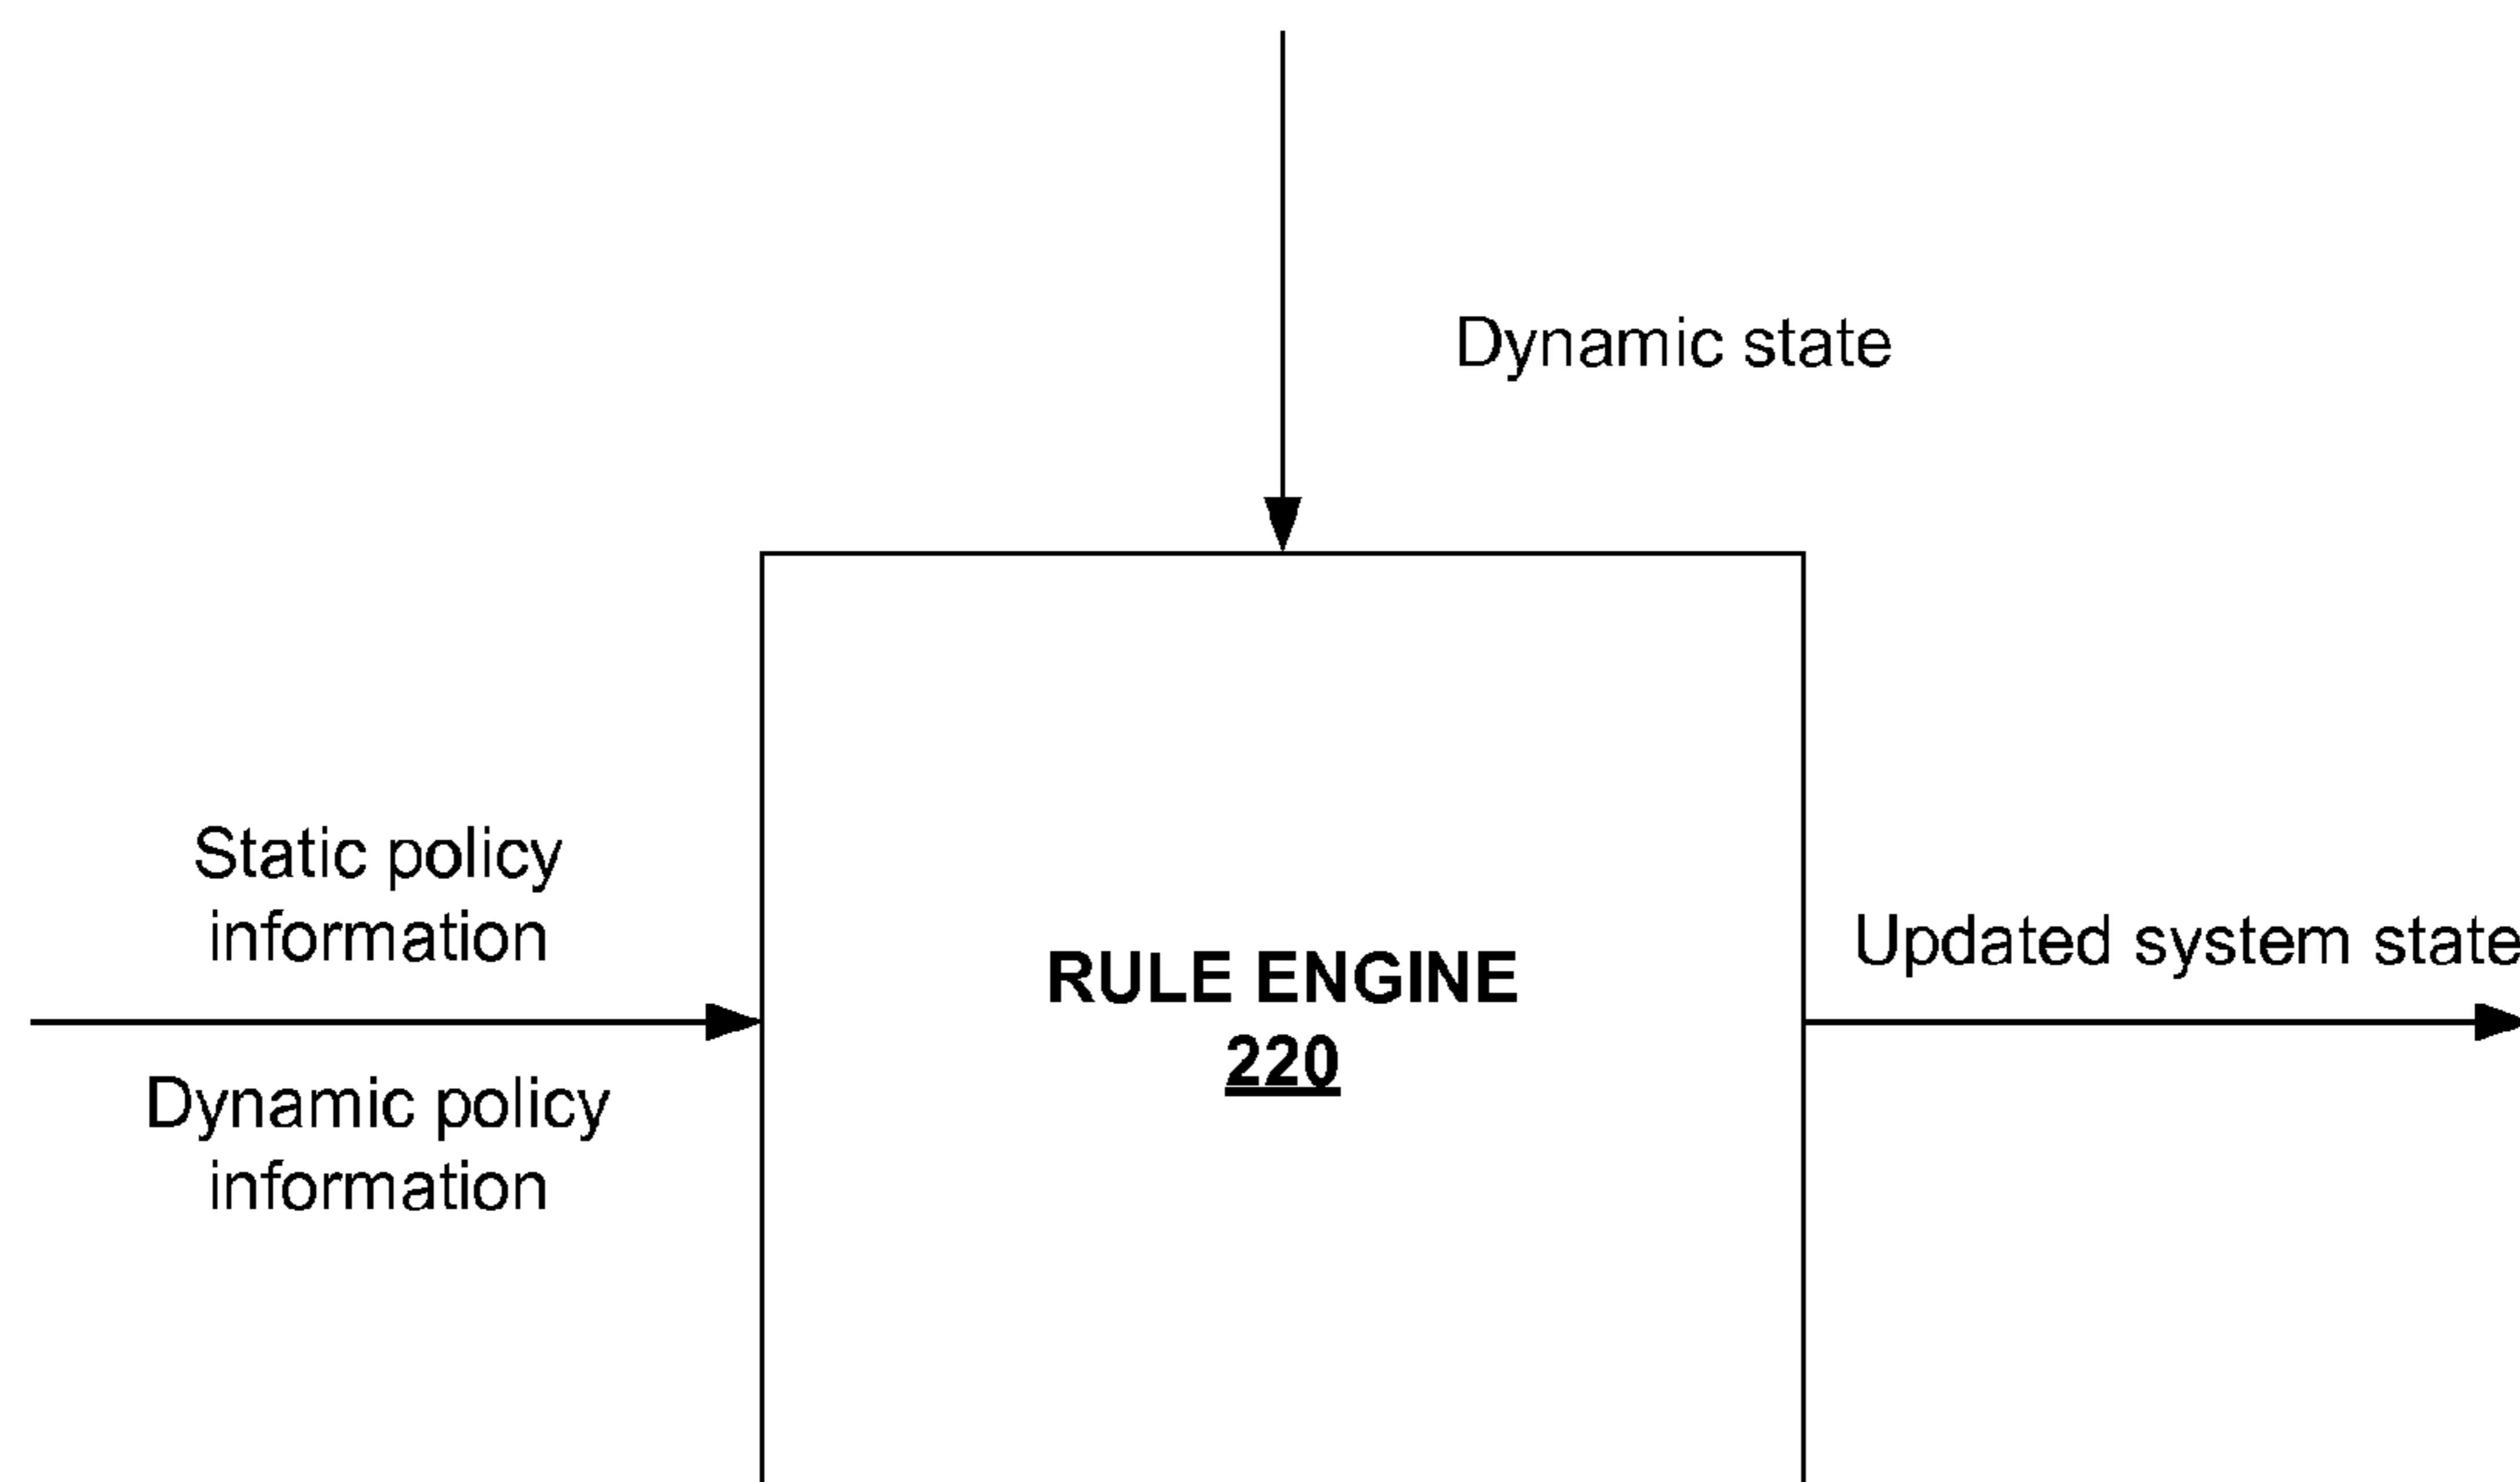 Dynamic state
Static policy
information
Dynamic policy
information
RULE ENGINE
220
Updated system state